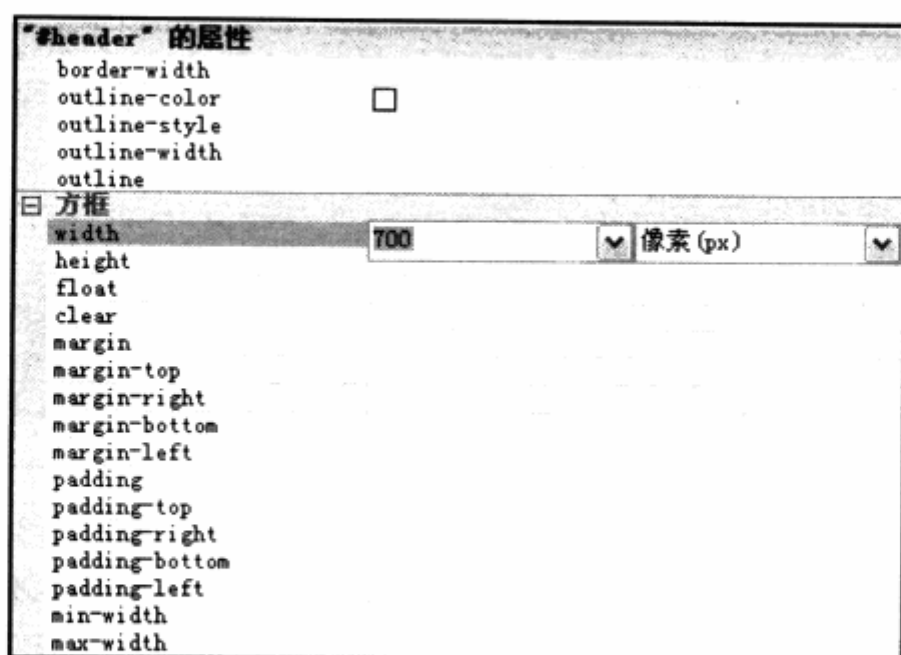 "#header" 的属性
border-width
outline-color
outline-style
outline-width
outline
方框
width 700 像素(px)
height
float
clear
margin
margin-top
margin-right
margin-bottom
margin-left
padding
padding-top
padding-right
padding-bottom
padding-left
min-width
max-width